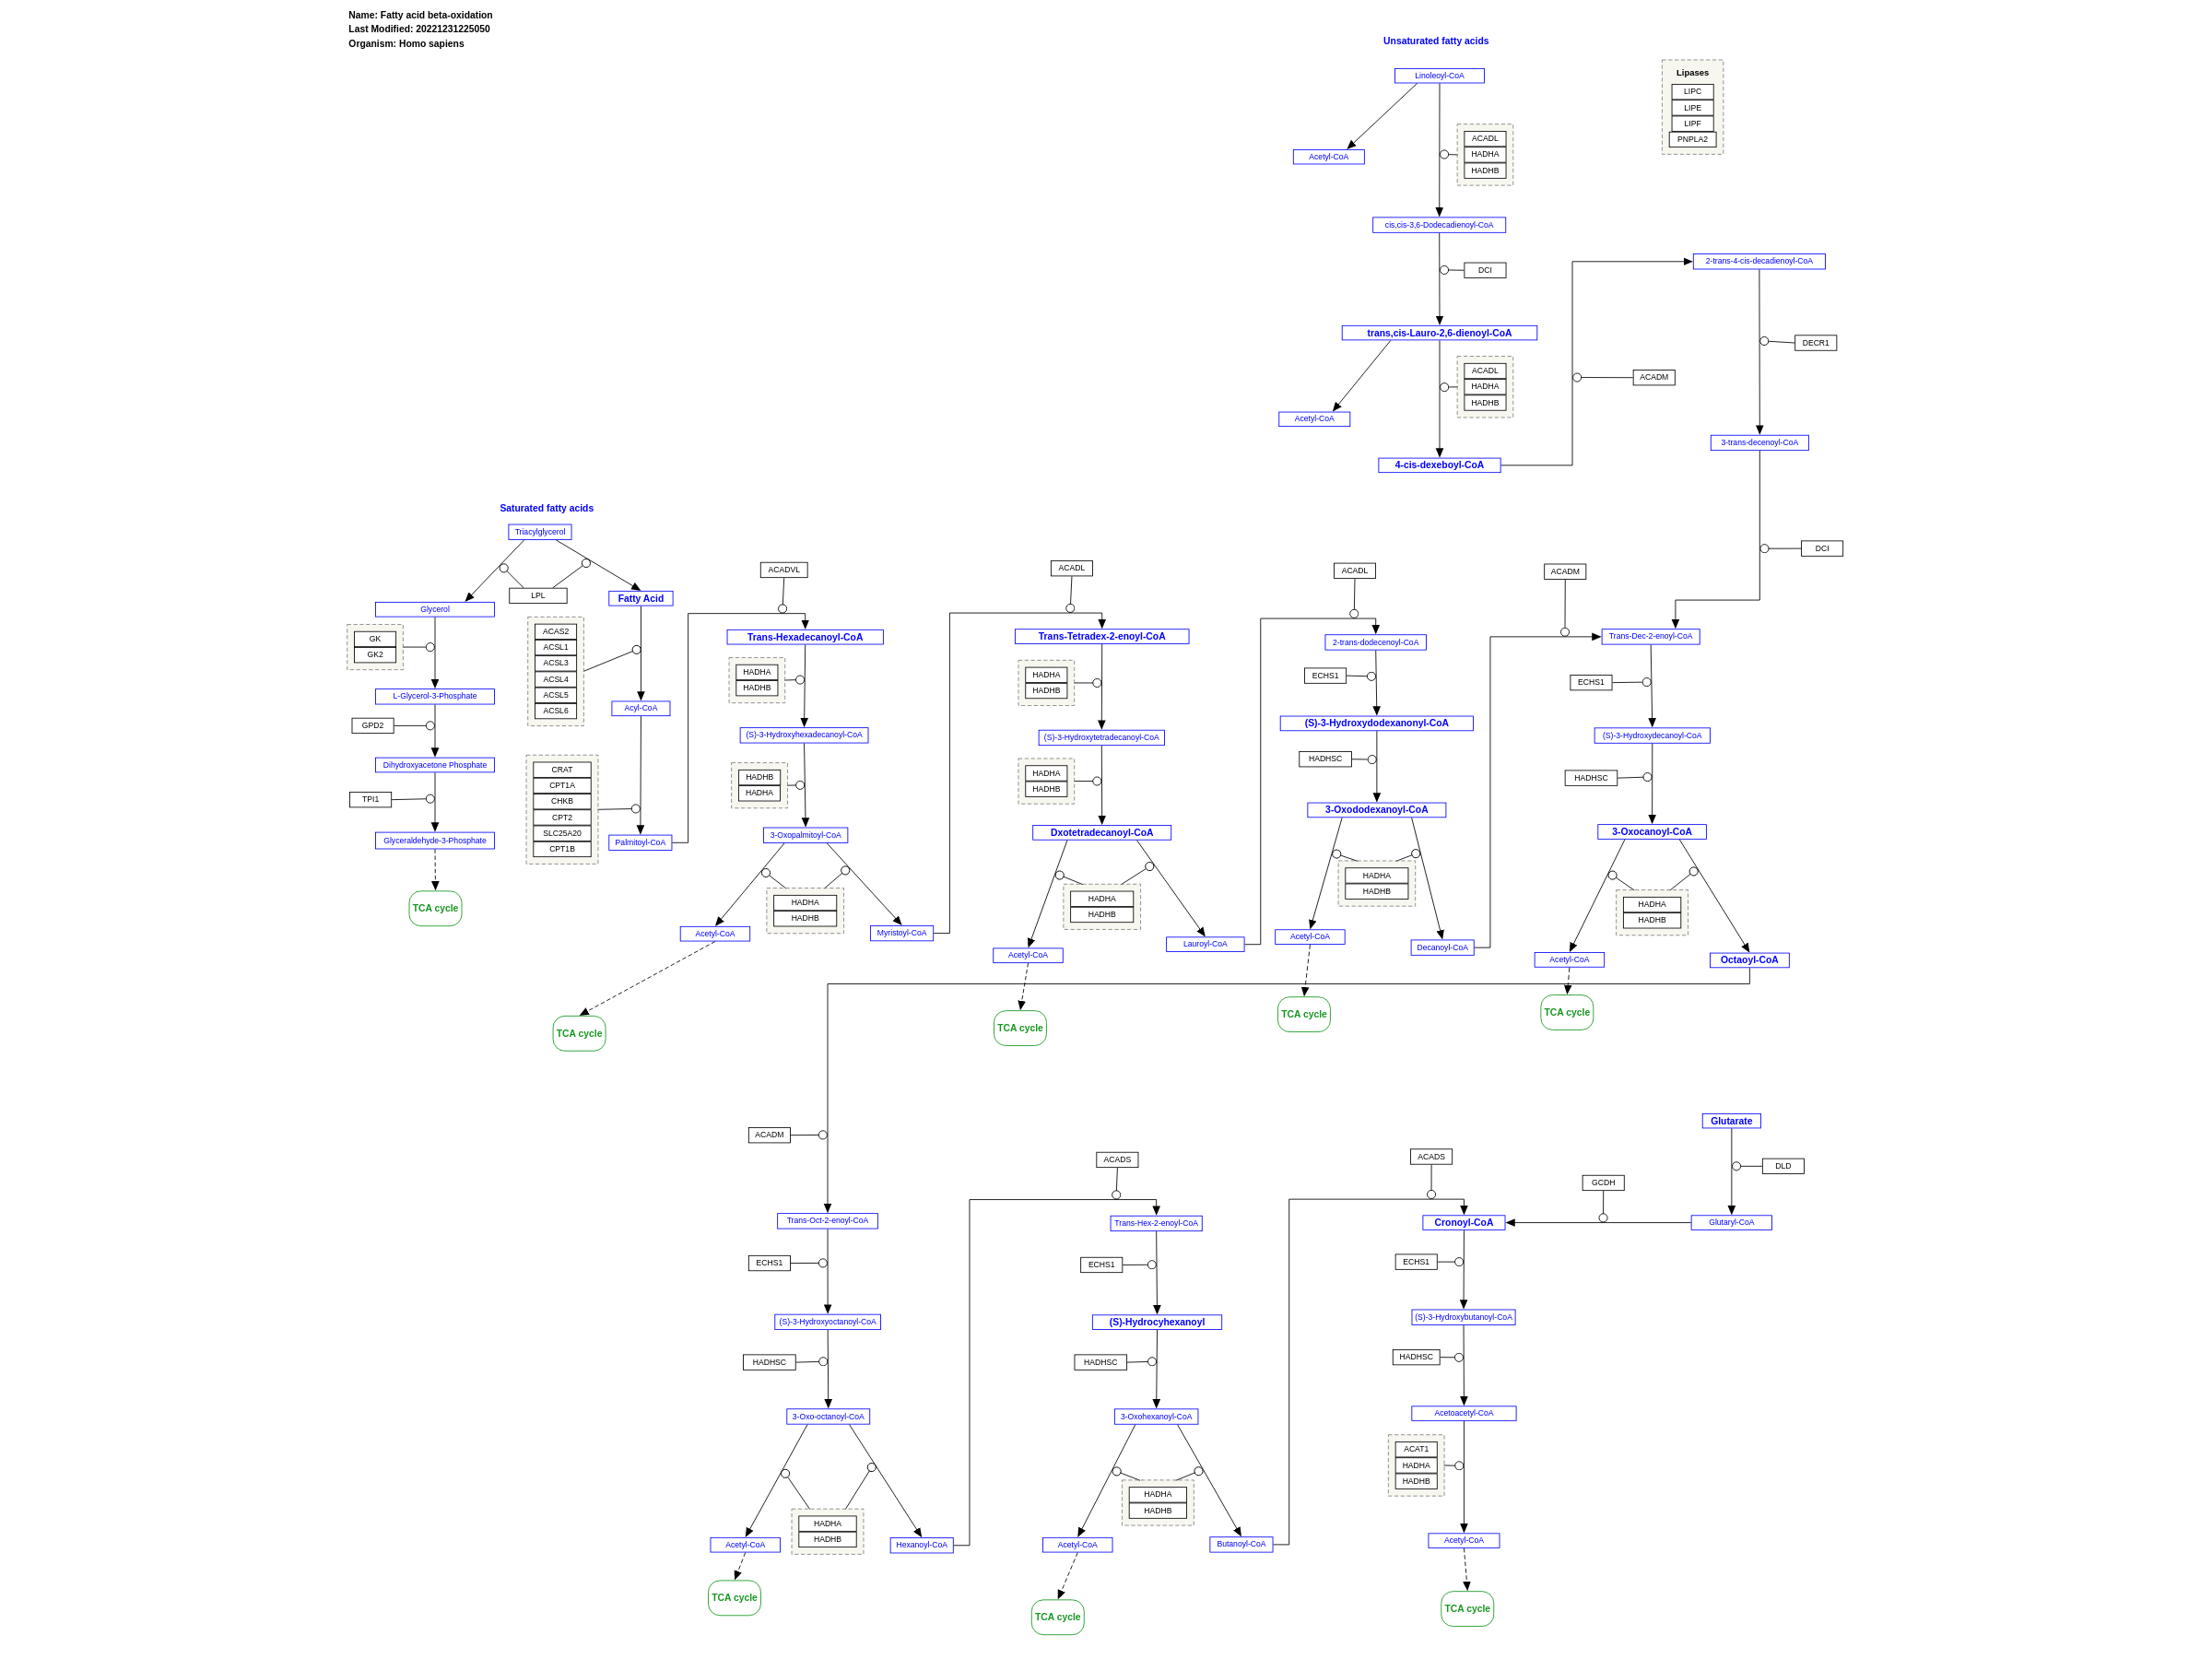 Name: Fatty acid beta-oxidation
Last Modified: 20221231225050
Organism: Homo sapiens
Unsaturated fatty acids
Linoleoyl-CoA
Acetyl-CoA
ACADL
HADHA
HADHB
cis,cis-3,6-Dodecadienoyl-CoA
DCI
trans,cis-Lauro-2,6-dienoyl-CoA
Acetyl-CoA
ACADL
HADHA
HADHB
4-cis-dexeboyl-CoA
Lipases
LIPC
LIPE
LIPF
PNPLA2
2-trans-4-cis-decadienoyl-CoA
DECR1
ACADM
3-trans-decenoyl-CoA
DCI
Saturated fatty acids
Triacylglycerol
LPL
Glycerol
GK
GK2
L-Glycerol-3-Phosphate
GPD2
Dihydroxyacetone Phosphate
TPI1
Glyceraldehyde-3-Phosphate
TCA cycle
Fatty Acid
ACAS2
ACSL1
ACSL3
ACSL4
ACSL5
ACSL6
Acyl-CoA
CRAT
CPT1A
CHKB
CPT2
SLC25A20
CPT1B
Palmitoyl-CoA
ACADVL
Trans-Hexadecanoyl-CoA
HADHA
HADHB
(S)-3-Hydroxyhexadecanoyl-CoA
HADHB
HADHA
3-Oxopalmitoyl-CoA
HADHA
HADHB
Acetyl-CoA
Myristoyl-CoA
TCA cycle
ACADL
Trans-Tetradex-2-enoyl-CoA
HADHA
HADHB
(S)-3-Hydroxytetradecanoyl-CoA
HADHA
HADHB
Dxotetradecanoyl-CoA
HADHA
HADHB
Acetyl-CoA
Lauroyl-CoA
TCA cycle
ACADL
2-trans-dodecenoyl-CoA
ECHS1
(S)-3-Hydroxydodexanonyl-CoA
HADHSC
3-Oxododexanoyl-CoA
HADHA
HADHB
Acetyl-CoA
Decanoyl-CoA
TCA cycle
ACADM
Trans-Dec-2-enoyl-CoA
ECHS1
(S)-3-Hydroxydecanoyl-CoA
HADHSC
3-Oxocanoyl-CoA
HADHA
HADHB
Acetyl-CoA
Octaoyl-CoA
TCA cycle
ACADM
Trans-Oct-2-enoyl-CoA
ECHS1
(S)-3-Hydroxyoctanoyl-CoA
HADHSC
3-Oxo-octanoyl-CoA
HADHA
HADHB
Acetyl-CoA
Hexanoyl-CoA
TCA cycle
ACADS
Trans-Hex-2-enoyl-CoA
ECHS1
(S)-Hydrocyhexanoyl
HADHSC
3-Oxohexanoyl-CoA
HADHA
HADHB
Acetyl-CoA
Butanoyl-CoA
TCA cycle
ACADS
Cronoyl-CoA
ECHS1
(S)-3-Hydroxybutanoyl-CoA
HADHSC
Acetoacetyl-CoA
ACAT1
HADHA
HADHB
Acetyl-CoA
TCA cycle
Glutarate
DLD
GCDH
Glutaryl-CoA